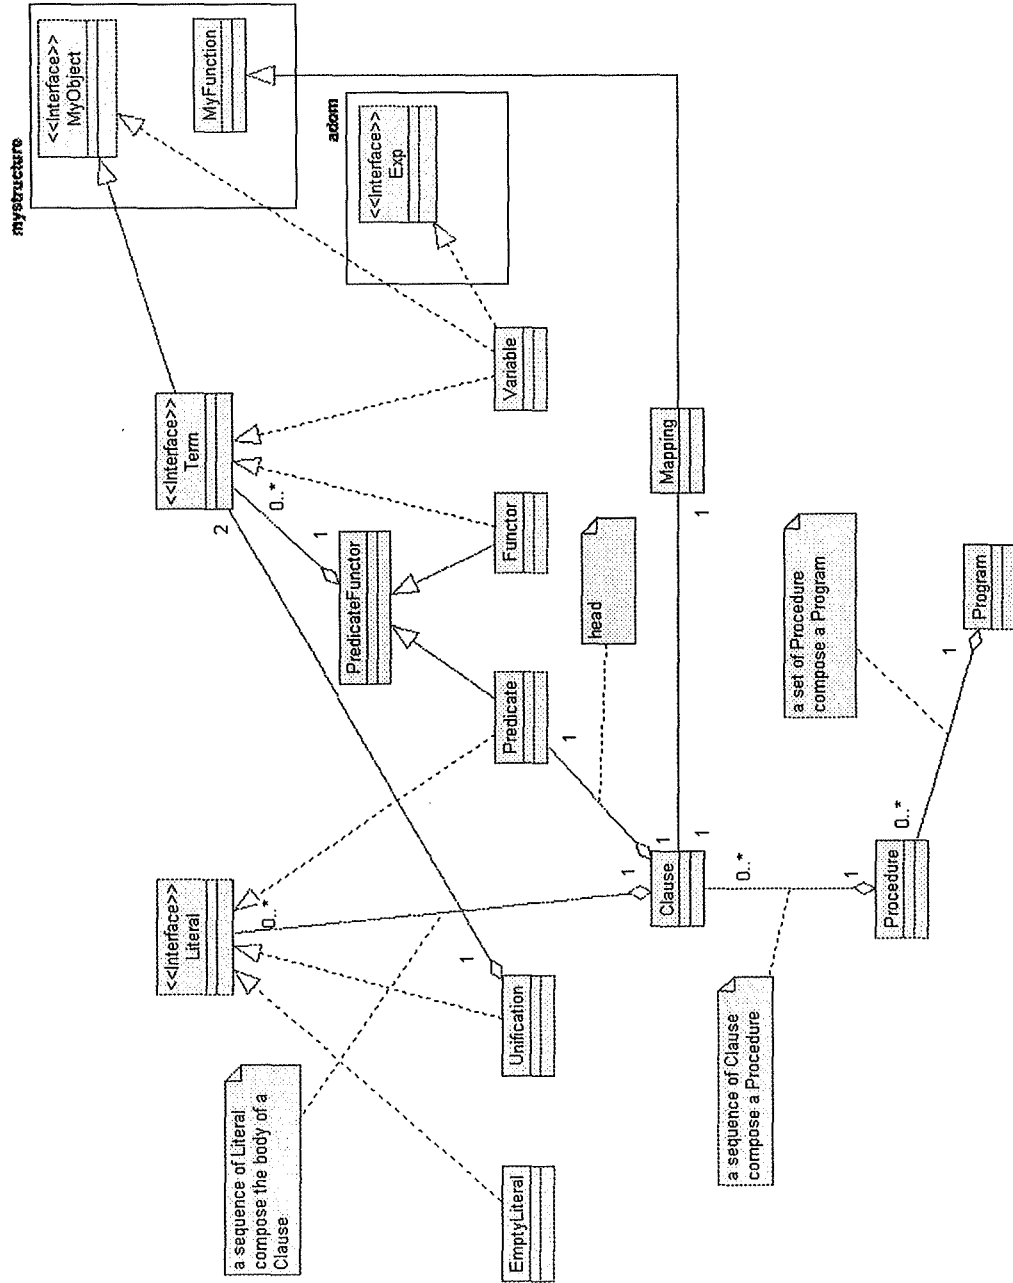 mystructure
<<Interface>>
MyObject
MyFunction
adom
<<Interface>>
Exp
<<Interface>>
Term
2
0..*
1
PredicateFunctor
Variable
Functor
Predicate
Mapping
1
head
1
<<Interface>>
Literal
0..*
1
Unification
EmptyLiteral
a sequence of Literal
compose the body of a
Clause
1
1
1
Clause
0..*
a sequence of Clause
compose a Procedure
1
Procedure
0..*
a set of Procedure
compose a Program
1
Program